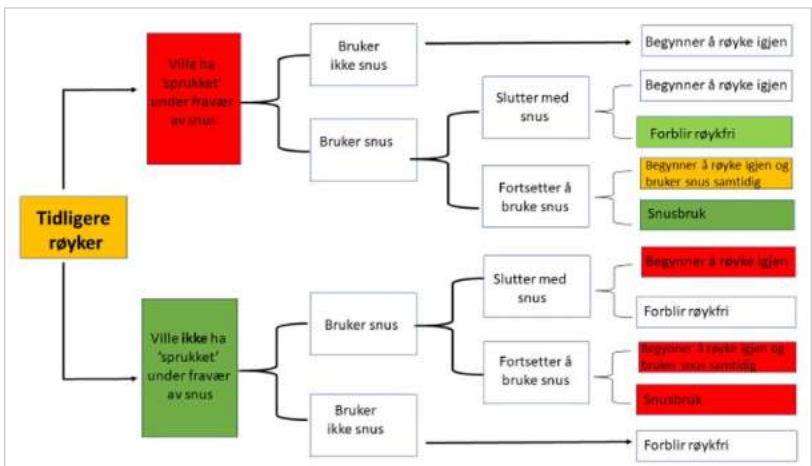 Tidligere
røyker
Ville ha
'sprukket'
under fravær
av snus
Bruker
ikke snus
Begynner å røyke igjen
Bruker snus
Slutter med
snus
Begynner å røyke igjen
Forblir røykfri
Fortsetter å
bruke snus
Begynner å røyke igjen og
bruker snus samtidig
Snusbruk
Ville ikke ha
'sprukket'
under fravær
av snus
Bruker snus
Slutter med
snus
Begynner å røyke igjen
Forblir røykfri
Fortsetter å
bruke snus
Begynner å røyke igjen og
bruker snus samtidig
Snusbruk
Bruker
ikke snus
Forblir røykfri